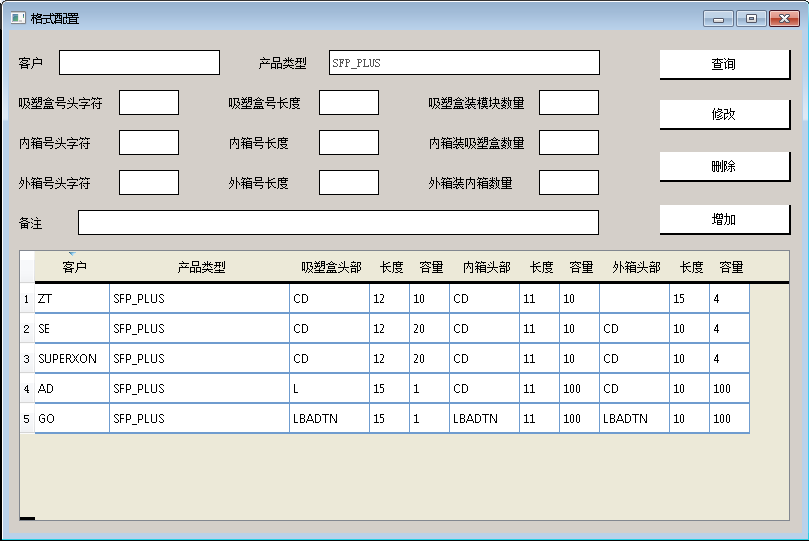 格式配置
客户 产品类型 SFP_PLUS 查询
吸塑盒号头字符 吸塑盒号长度 吸塑盒装模块数量 修改
内箱号头字符 内箱号长度 内箱装吸塑盒数量 删除
外箱号头字符 外箱号长度 外箱装内箱数量
备注 增加
客户 产品类型 吸塑盒头部 长度 容量 内箱头部 长度 容量 外箱头部 长度 容量
1 ZT SFP_PLUS CD 12 10 CD 11 10 15 4
2 SE SFP_PLUS CD 12 20 CD 11 10 CD 10 4
3 SUPERXON SFP_PLUS CD 12 20 CD 11 10 CD 10 4
4 AD SFP_PLUS L 15 1 CD 11 100 CD 10 100
5 GO SFP_PLUS LBADTN 15 1 LBADTN 11 100 LBADTN 10 100